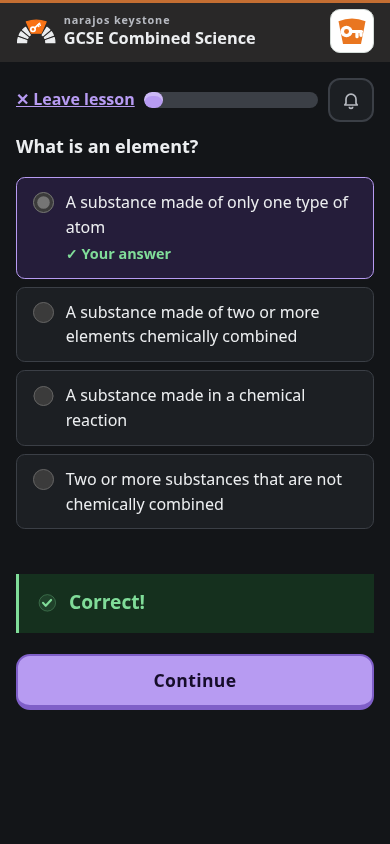 narajos keystone
GCSE Combined Science
✕ Leave lesson
What is an element?
A substance made of only one type of
atom
✓ Your answer
A substance made of two or more
elements chemically combined
A substance made in a chemical
reaction
Two or more substances that are not
chemically combined
Correct!
Continue